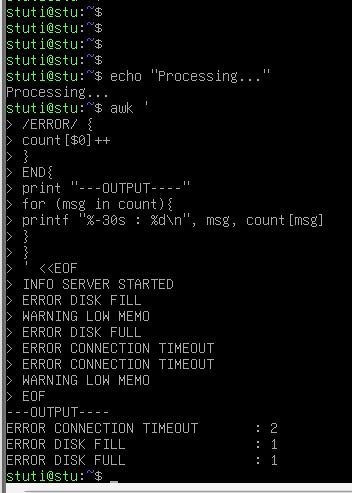 stuti@stu:~$
stuti@stu:~$
stuti@stu:~$
stuti@stu:~$
stuti@stu:~$ echo "Processing..."
Processing...
stuti@stu:~$ awk '
> /ERROR/ {
> count[$0]++
> }
> END{
> print "---OUTPUT----"
> for (msg in count){
> printf "%-30s : %d\n", msg, count[msg]
> }
> }
> ' <<EOF
> INFO SERVER STARTED
> ERROR DISK FILL
> WARNING LOW MEMO
> ERROR DISK FULL
> ERROR CONNECTION TIMEOUT
> ERROR CONNECTION TIMEOUT
> WARNING LOW MEMO
> EOF
---OUTPUT----
ERROR CONNECTION TIMEOUT       : 2
ERROR DISK FILL                : 1
ERROR DISK FULL                : 1
stuti@stu:~$ _